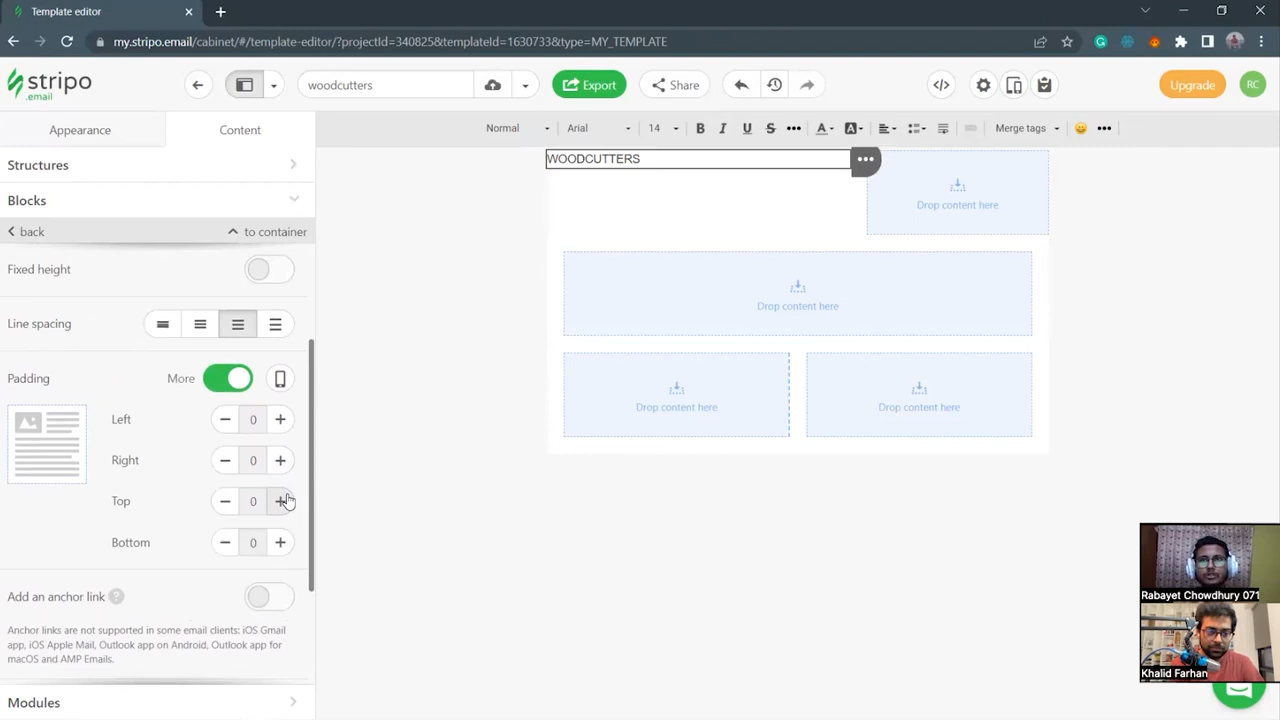 Template editor
my.stripo.email/cabinet/#/template-editor/?projectId=340825&templateId=1630733&type=MY_TEMPLATE
stripo
.email
woodcutters
Export
Share
Upgrade
RC
Appearance
Content
Normal
Arial
14
B I U S
A
A
Merge tags
Structures
Blocks
back
to container
Fixed height
Line spacing
Padding
More
Left
0
Right
0
Top
0
Bottom
0
Add an anchor link
?
Anchor links are not supported in some email clients: iOS Gmail
app, iOS Apple Mail, Outlook app on Android, Outlook app for
macOS and AMP Emails.
Modules
WOODCUTTERS
Drop content here
Drop content here
Drop content here
Drop content here
Rabayet Chowdhury 071
Khalid Farhan